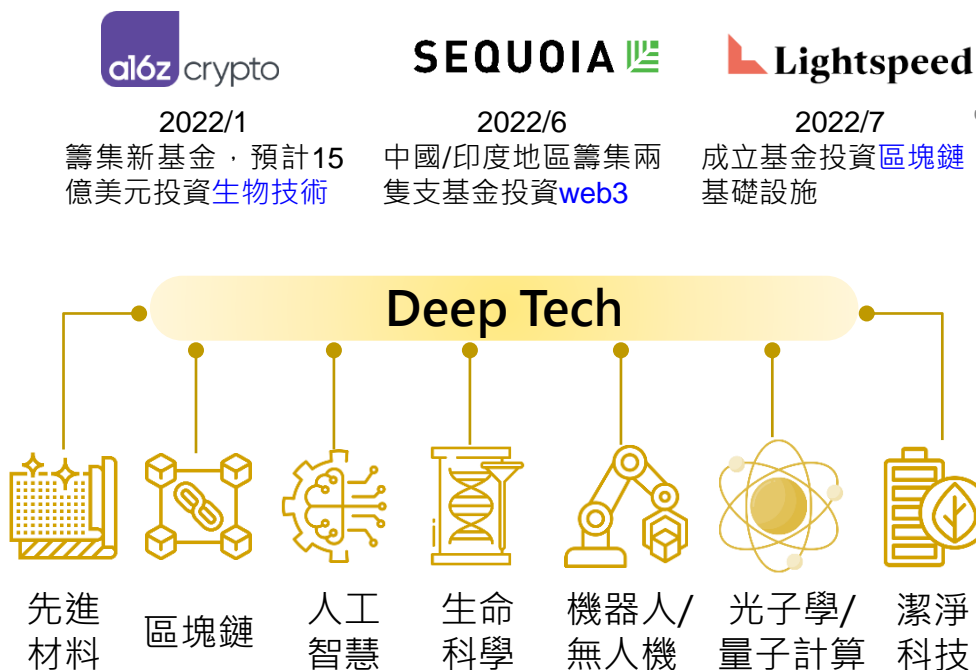 a16z crypto
SEQUOIA
Lightspeed
2022/1
籌集新基金，預計15
億美元投資生物技術
2022/6
中國/印度地區籌集兩
隻支基金投資web3
2022/7
成立基金投資區塊鏈
基礎設施
Deep Tech
先進
材料
區塊鏈
人工
智慧
生命
科學
機器人/
無人機
光子學/
量子計算
潔淨
科技